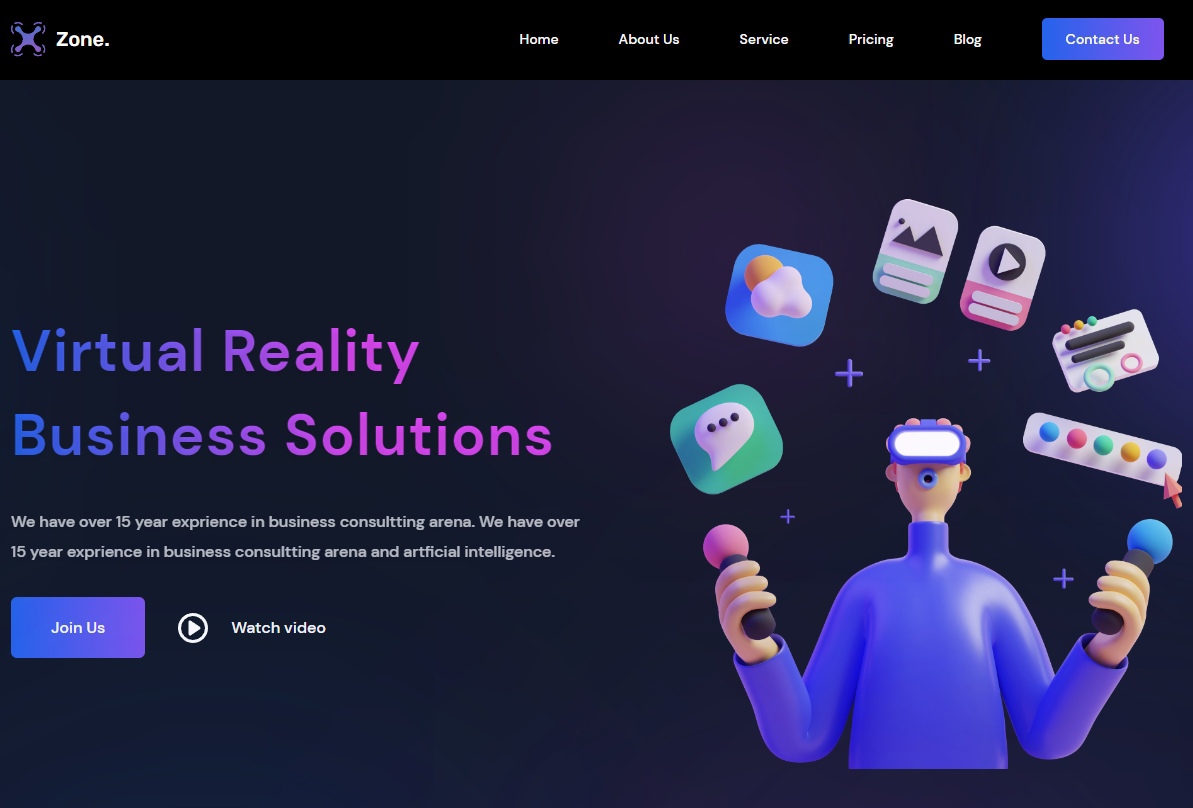 Zone.
Home
About Us
Service
Pricing
Blog
Contact Us
Virtual Reality
Business Solutions
We have over 15 year exprience in business consultting arena. We have over
15 year exprience in business consultting arena and artficial intelligence.
Join Us
Watch video